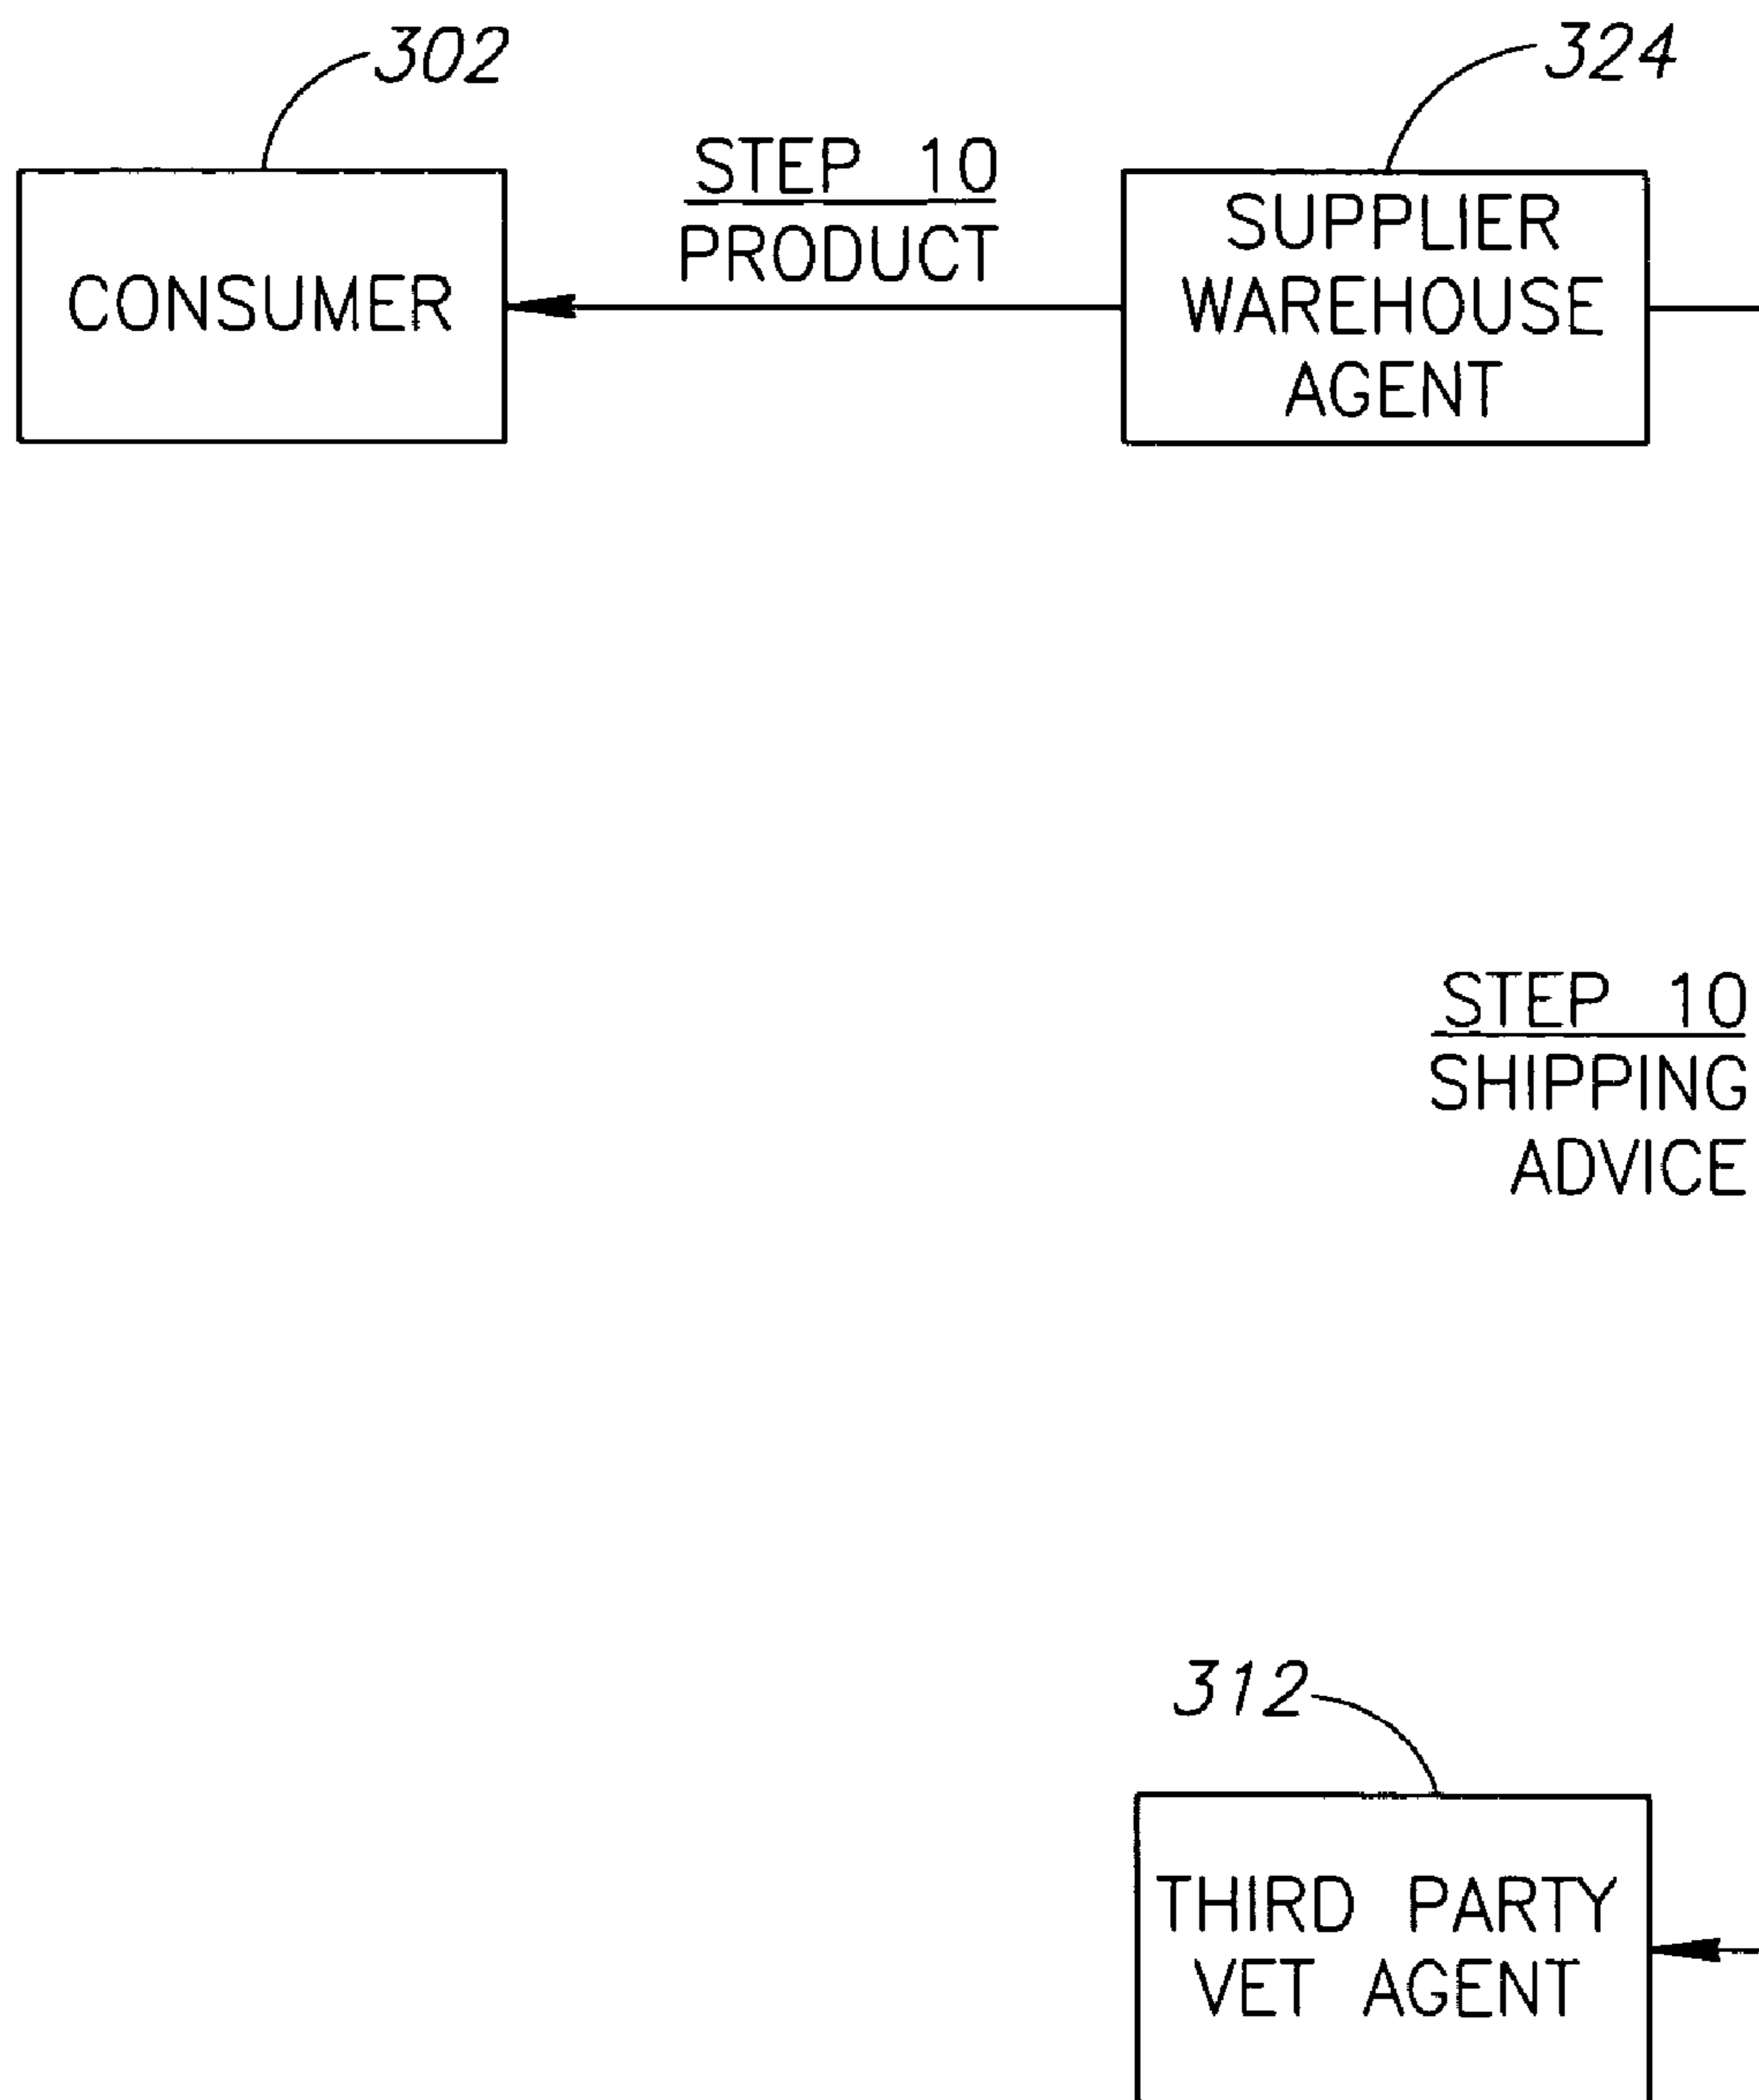 302
324
STEP 10
PRODUCT
CONSUMER
SUPPLIER
WAREHOUSE
AGENT
STEP 10
SHIPPING
ADVICE
312
THIRD PARTY
VET AGENT